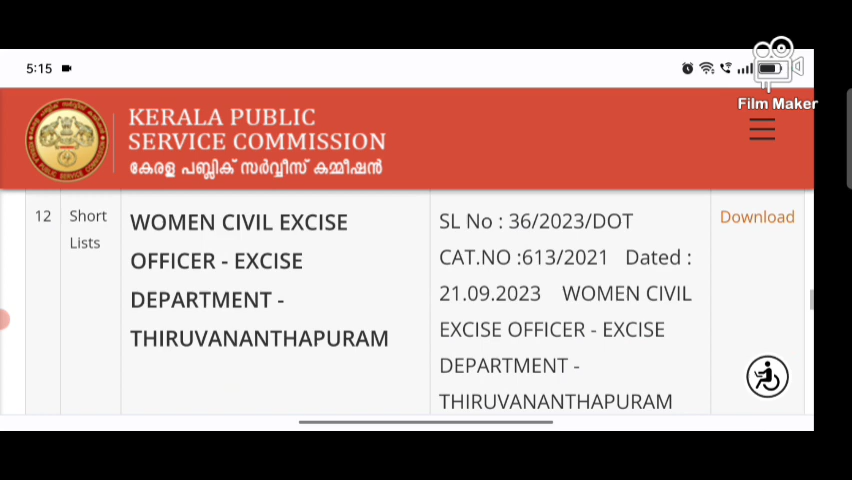 5:15
Film Maker
KERALA PUBLIC
SERVICE COMMISSION
കേരള പബ്ലിക് സർവ്വീസ് കമ്മീഷൻ
12
Short
Lists
WOMEN CIVIL EXCISE
OFFICER - EXCISE
DEPARTMENT -
THIRUVANANTHAPURAM
SL No : 36/2023/DOT
CAT.NO :613/2021 Dated :
21.09.2023 WOMEN CIVIL
EXCISE OFFICER - EXCISE
DEPARTMENT -
THIRUVANANTHAPURAM
Download